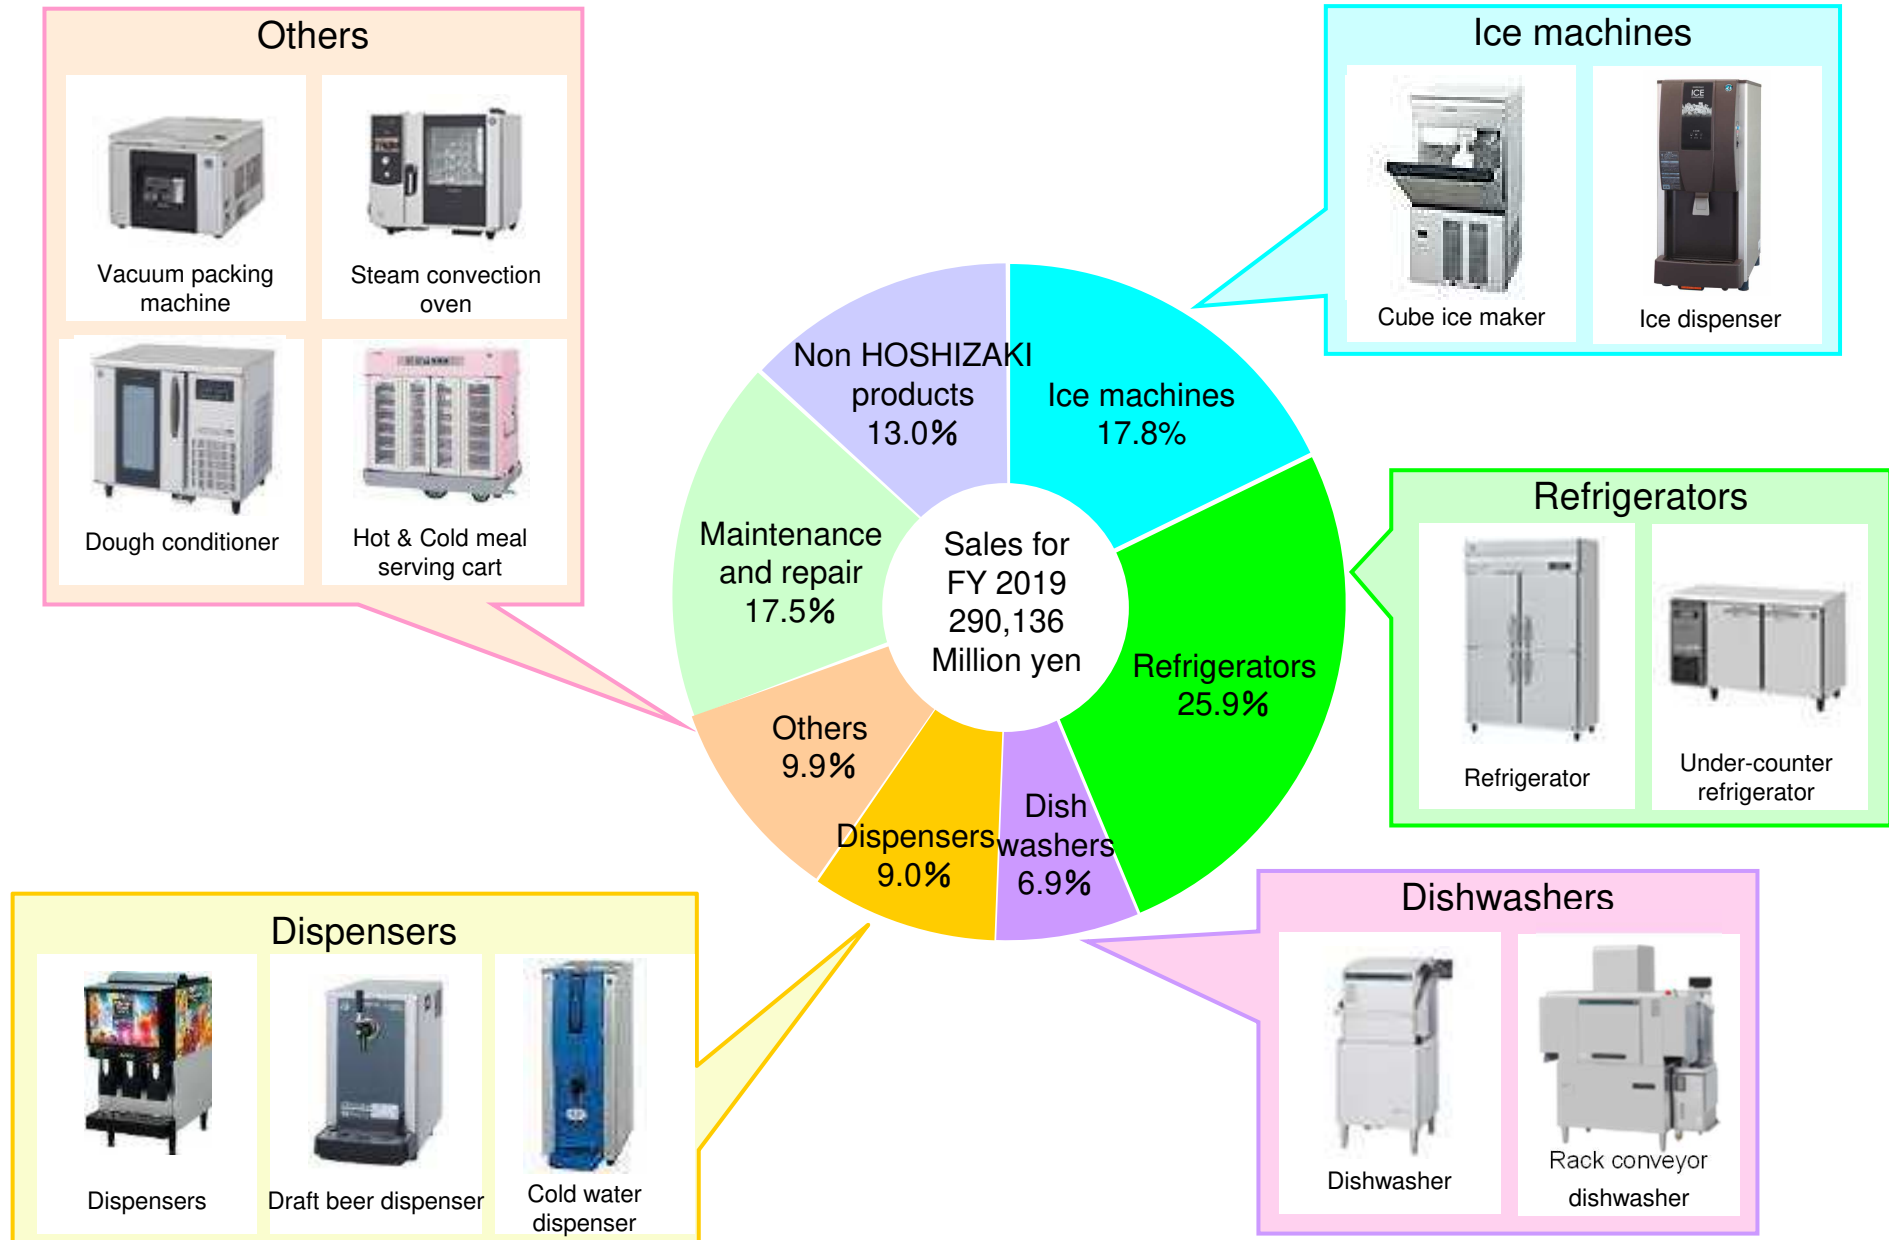 Others
Vacuum packing
machine
Steam convection
oven
Dough conditioner
Hot & Cold meal
serving cart
Ice machines
ICE
Cube ice maker
Ice dispenser
Non HOSHIZAKI
products
13.0%
Ice machines
17.8%
Maintenance
and repair
17.5%
Sales for
FY 2019
290,136
Million yen
Refrigerators
25.9%
Others
9.9%
Dispensers
9.0%
Dish
washers
6.9%
Refrigerators
Refrigerator
Under-counter
refrigerator
Dispensers
Dispensers
Draft beer dispenser
Cold water
dispenser
Dishwashers
Dishwasher
Rack conveyor
dishwasher